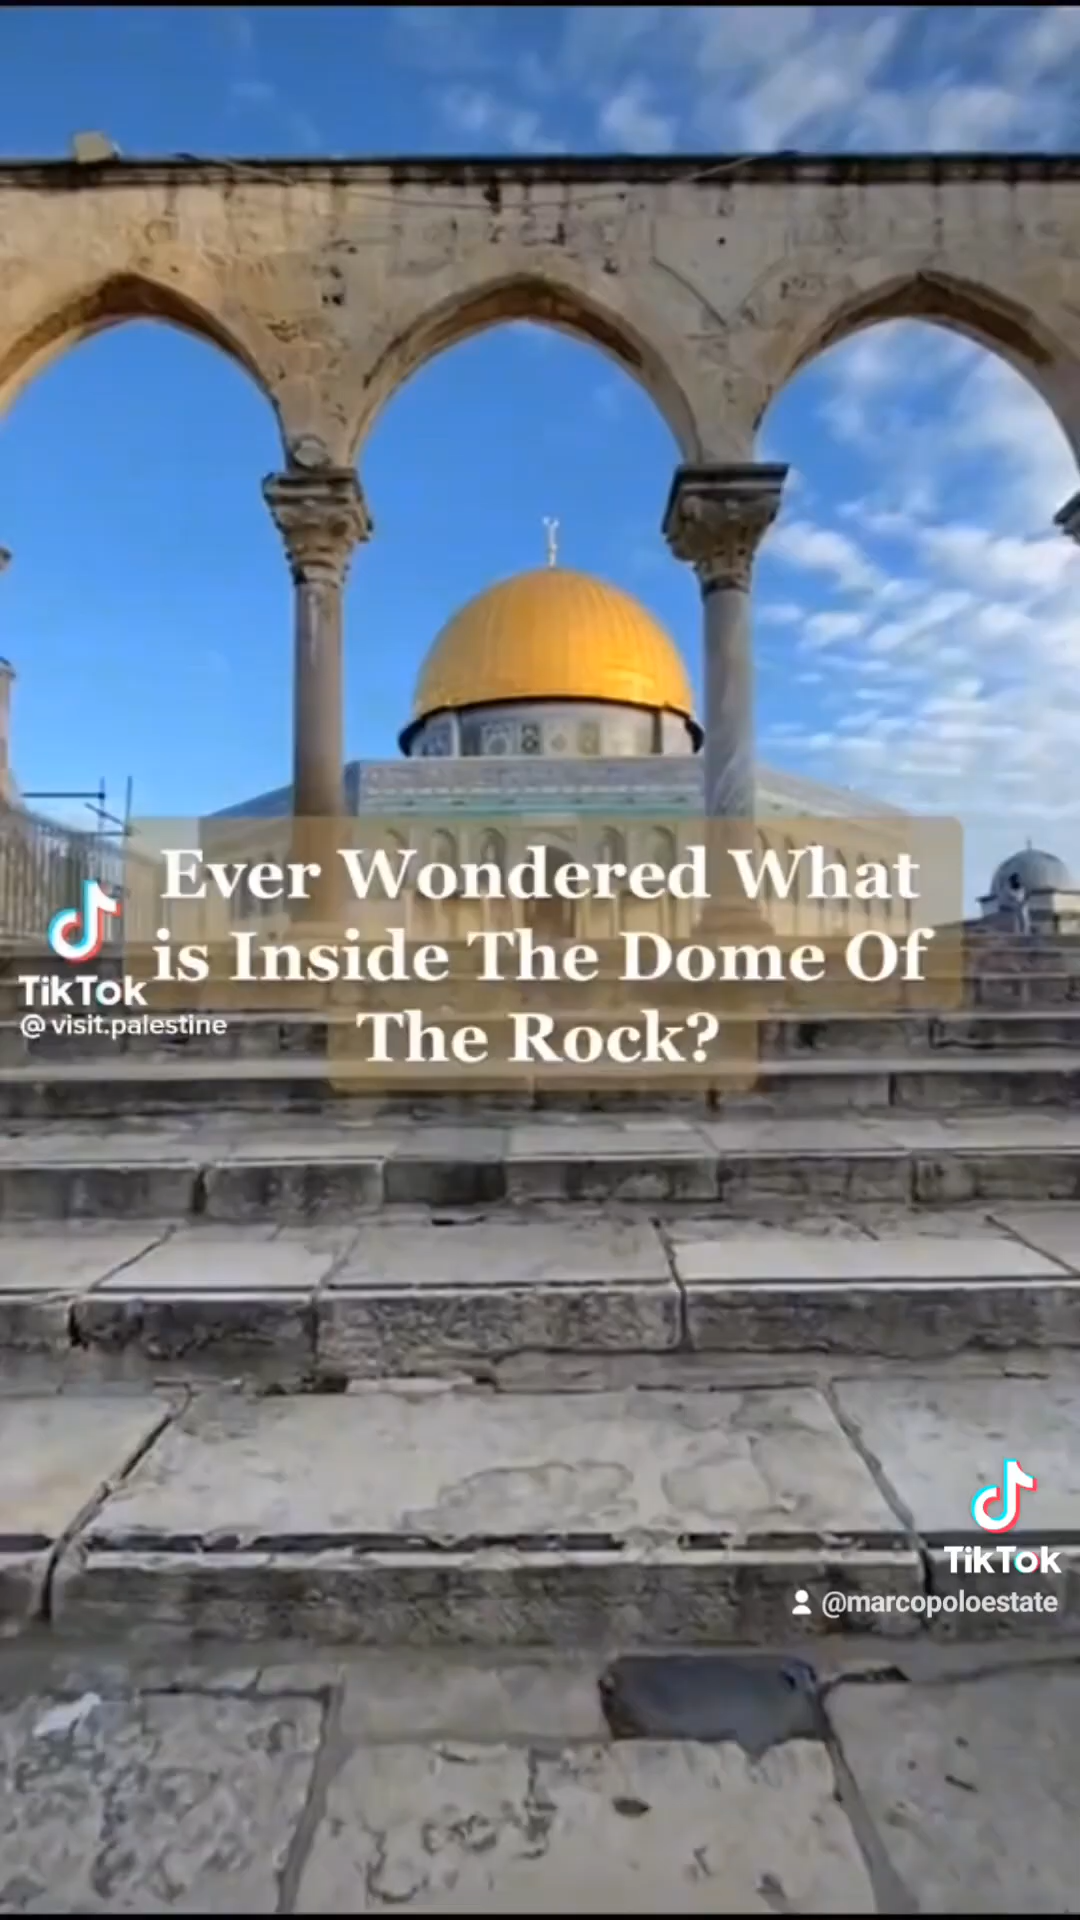 Ever Wondered What
is Inside The Dome Of
The Rock?
TikTok
@visit.palestine
TikTok
@marcopoloestate